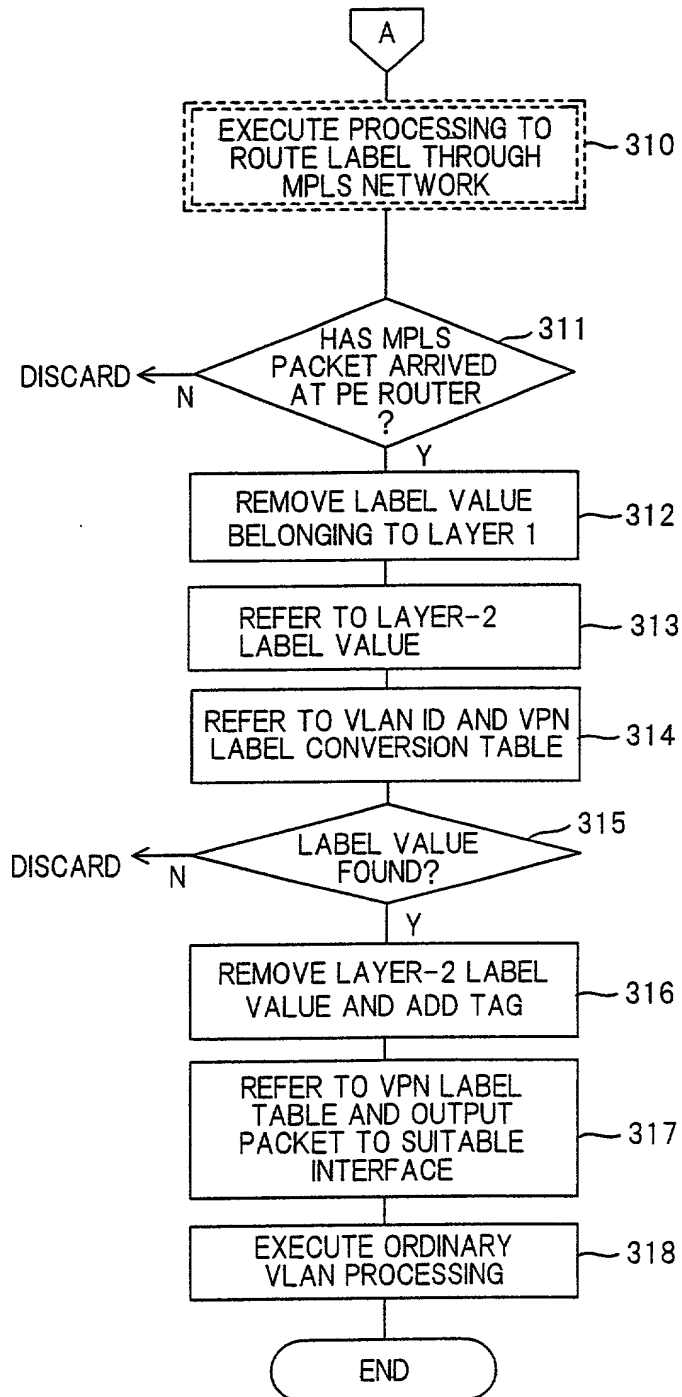 A
EXECUTE PROCESSING TO
ROUTE LABEL THROUGH
MPLS NETWORK
310
HAS MPLS
PACKET ARRIVED
AT PE ROUTER
?
311
DISCARD
N
Y
REMOVE LABEL VALUE
BELONGING TO LAYER 1
312
REFER TO LAYER-2
LABEL VALUE
313
REFER TO VLAN ID AND VPN
LABEL CONVERSION TABLE
314
LABEL VALUE
FOUND?
315
DISCARD
N
Y
REMOVE LAYER-2 LABEL
VALUE AND ADD TAG
316
REFER TO VPN LABEL
TABLE AND OUTPUT
PACKET TO SUITABLE
INTERFACE
317
EXECUTE ORDINARY
VLAN PROCESSING
318
END